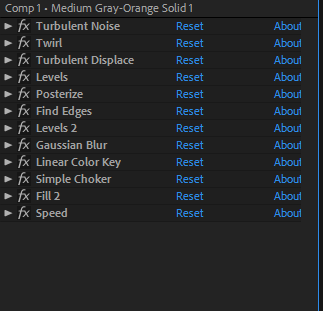 Comp 1 • Medium Gray-Orange Solid 1
fx Turbulent Noise Reset About
fx Twirl Reset About
fx Turbulent Displace Reset About
fx Levels Reset About
fx Posterize Reset About
fx Find Edges Reset About
fx Levels 2 Reset About
fx Gaussian Blur Reset About
fx Linear Color Key Reset About
fx Simple Choker Reset About
fx Fill 2 Reset About
fx Speed Reset About